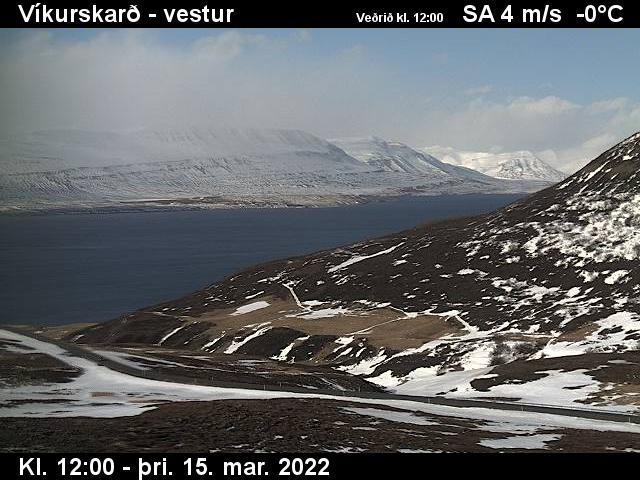 Víkurskarð - vestur Veðrið kl. 12:00 SA 4 m/s -0°C
Kl. 12:00 - þri. 15. mar. 2022